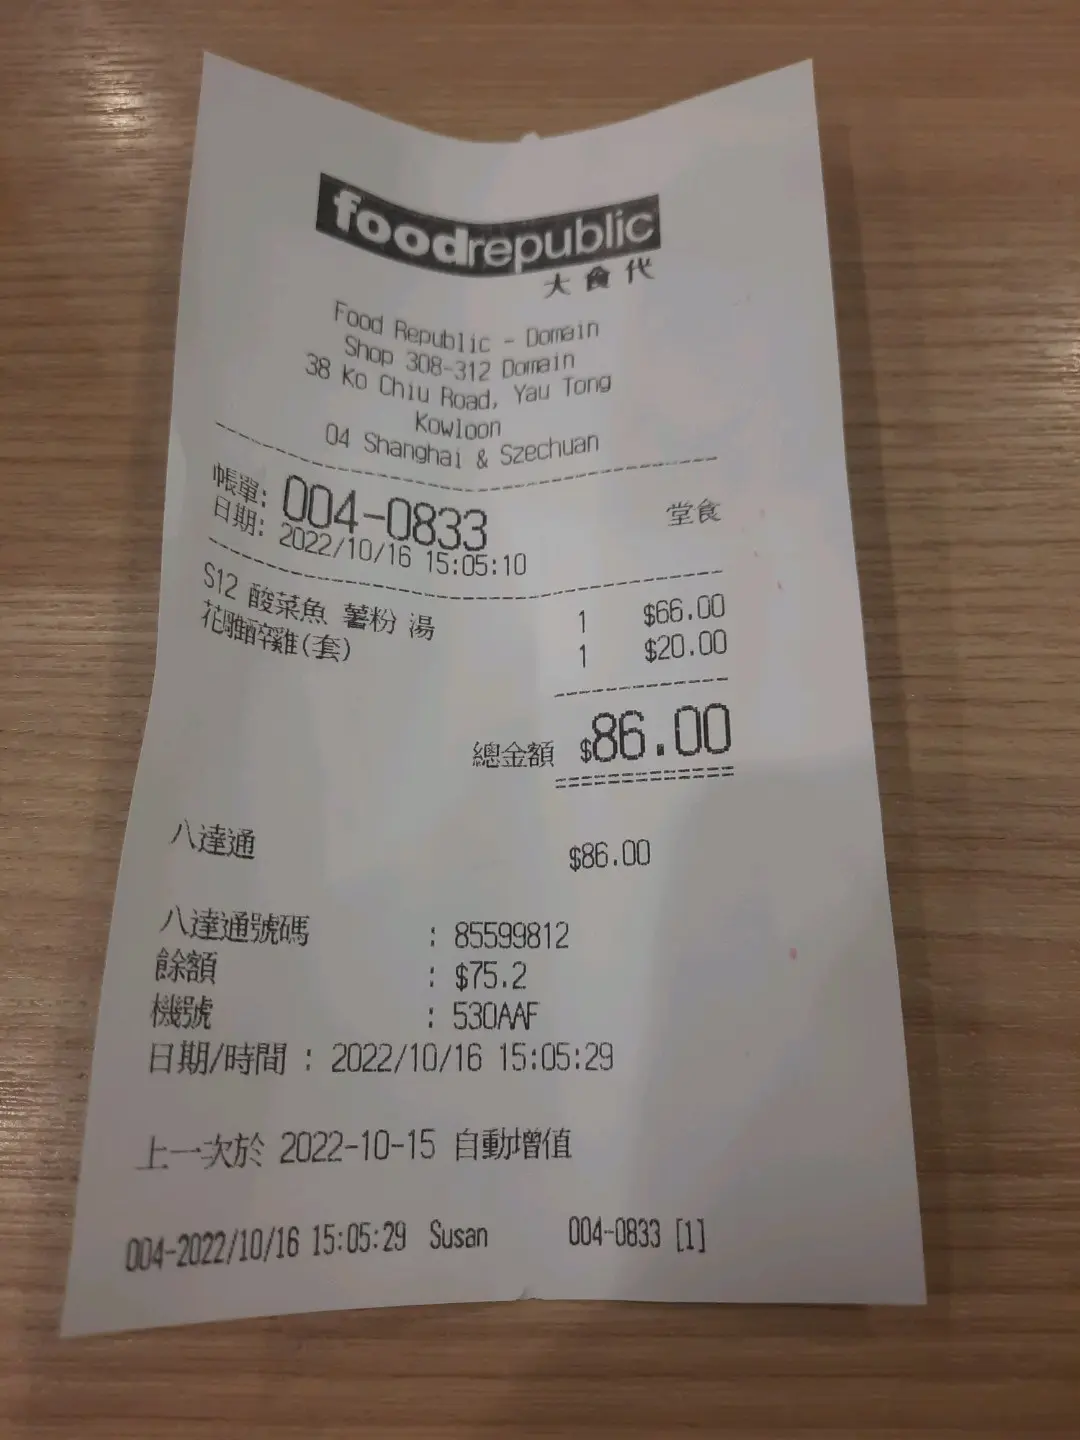 foodrepublic
大食代
Food Republic - Domain
Shop 308-312 Domain
38 Ko Chiu Road, Yau Tong
Kowloon
04 Shanghai & Szechuan
帳單: 004-0833 堂食
日期: 2022/10/16 15:05:10
S12 酸菜魚 薯粉 湯 1 $66.00
花雕醉雞(套) 1 $20.00
總金額 $86.00
八達通 $86.00
八達通號碼 : 85599812
餘額 : $75.2
機號 : 530AAF
日期/時間 : 2022/10/16 15:05:29
上一次於 2022-10-15 自動增值
004-2022/10/16 15:05:29 Susan 004-0833 [1]